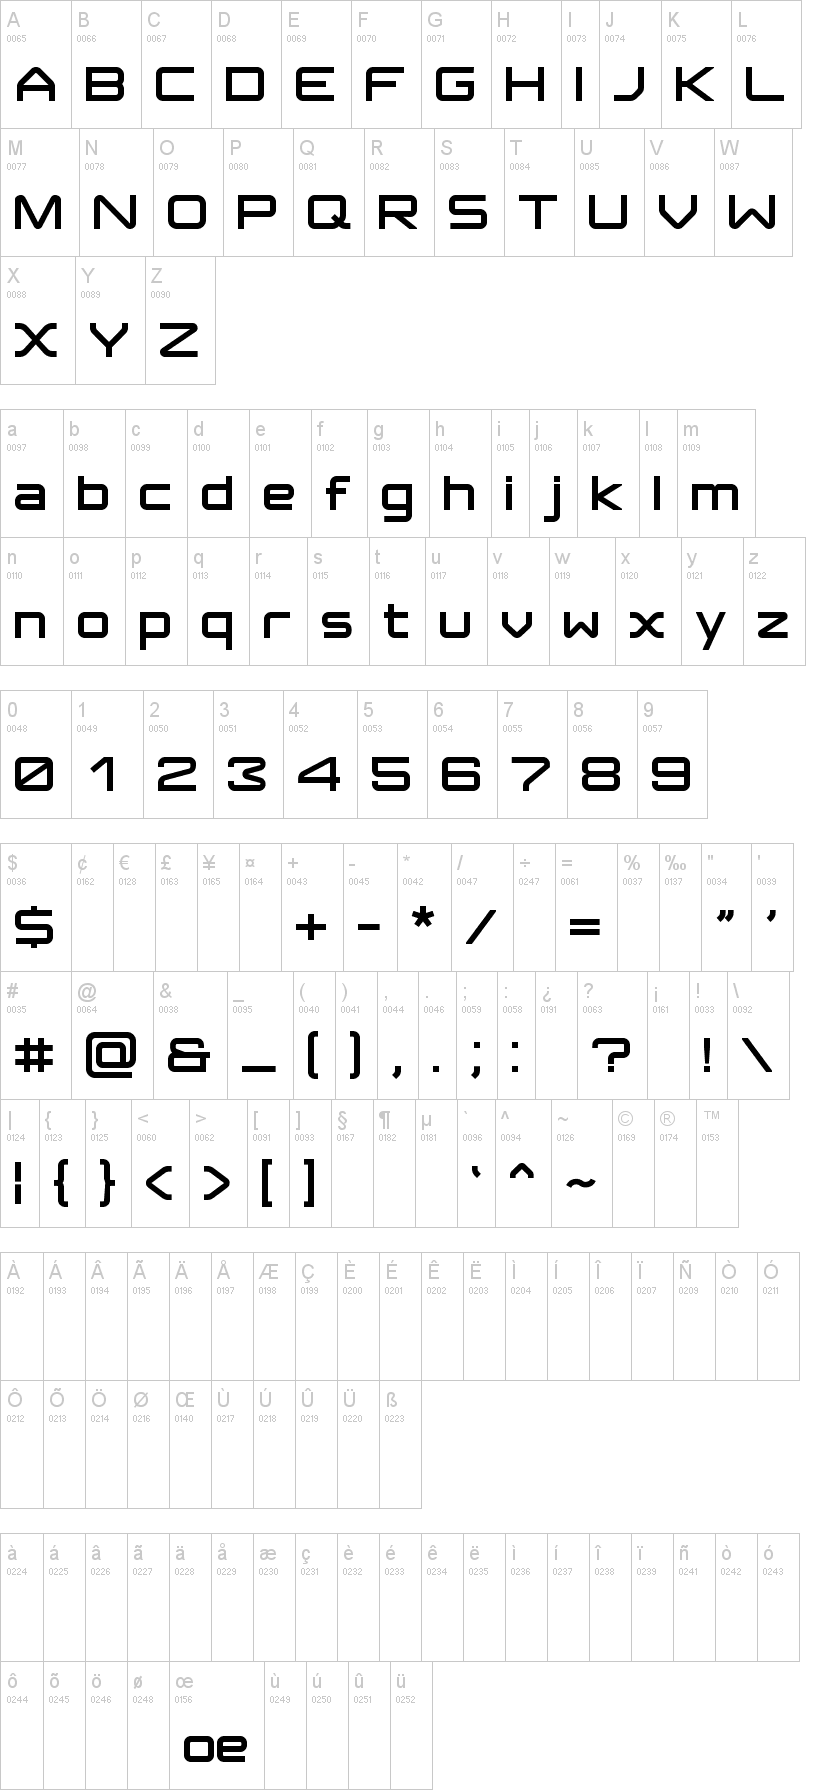 A B C D E F G H I J K L
0065 0066 0067 0068 0069 0070 0071 0072 0073 0074 0075 0076
A B C D E F G H I J K L
M N O P Q R S T U V W
0077 0078 0079 0080 0081 0082 0083 0084 0085 0086 0087
M N O P Q R S T U V W
X Y Z
0088 0089 0090
X Y Z
a b c d e f g h i j k l m
0097 0098 0099 0100 0101 0102 0103 0104 0105 0106 0107 0108 0109
a b c d e f g h i j k l m
n o p q r s t u v w x y z
0110 0111 0112 0113 0114 0115 0116 0117 0118 0119 0120 0121 0122
n o p q r s t u v w x y z
0 1 2 3 4 5 6 7 8 9
0048 0049 0050 0051 0052 0053 0054 0055 0056 0057
0 1 2 3 4 5 6 7 8 9
$ ¢ € £ ¥ ¤ + - * / ÷ = % ‰ " '
0036 0162 0128 0163 0165 0164 0043 0045 0042 0047 0247 0061 0037 0137 0034 0039
$ + - * / = " '
# @ & _ ( ) , . ; : ¿ ? ¡ ! \
0035 0064 0038 0095 0040 0041 0044 0046 0059 0058 0191 0063 0161 0033 0092
# @ & _ ( ) , . ; : ? ! \
| { } < > [ ] § ¶ µ ` ^ ~ © ® ™
0124 0123 0125 0060 0062 0091 0093 0167 0182 0181 0096 0094 0126 0169 0174 0153
| { } < > [ ] ` ^ ~
À Á Â Ã Ä Å Æ Ç È É Ê Ë Ì Í Î Ï Ñ Ò Ó
0192 0193 0194 0195 0196 0197 0198 0199 0200 0201 0202 0203 0204 0205 0206 0207 0209 0210 0211
Ô Õ Ö Ø Œ Ù Ú Û Ü ß
0212 0213 0214 0216 0140 0217 0218 0219 0220 0223
à á â ã ä å æ ç è é ê ë ì í î ï ñ ò ó
0224 0225 0226 0227 0228 0229 0230 0231 0232 0233 0234 0235 0236 0237 0238 0239 0241 0242 0243
ô õ ö ø œ ù ú û ü
0244 0245 0246 0248 0156 0249 0250 0251 0252
œ